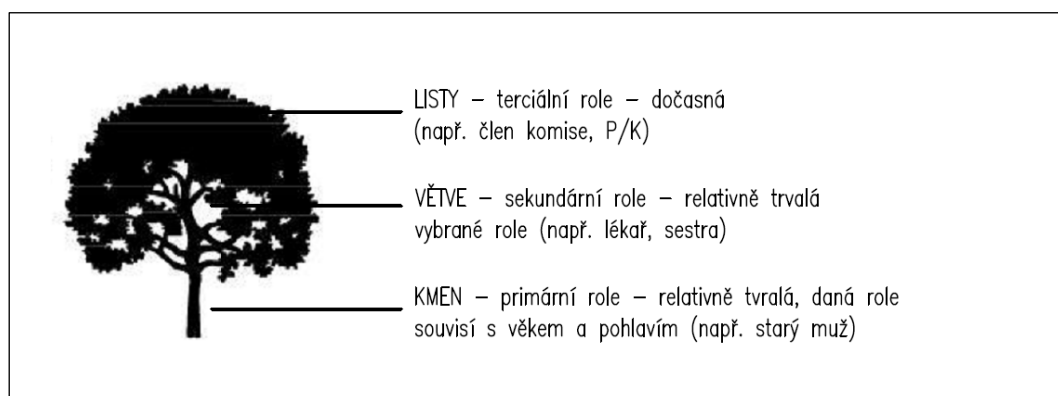 LISTY – terciální role – dočasná
(např. člen komise, P/K)
VĚTVE – sekundární role – relativně trvalá
vybrané role (např. lékař, sestra)
KMEN – primární role – relativně tvralá, daná role
souvisí s věkem a pohlavím (např. starý muž)